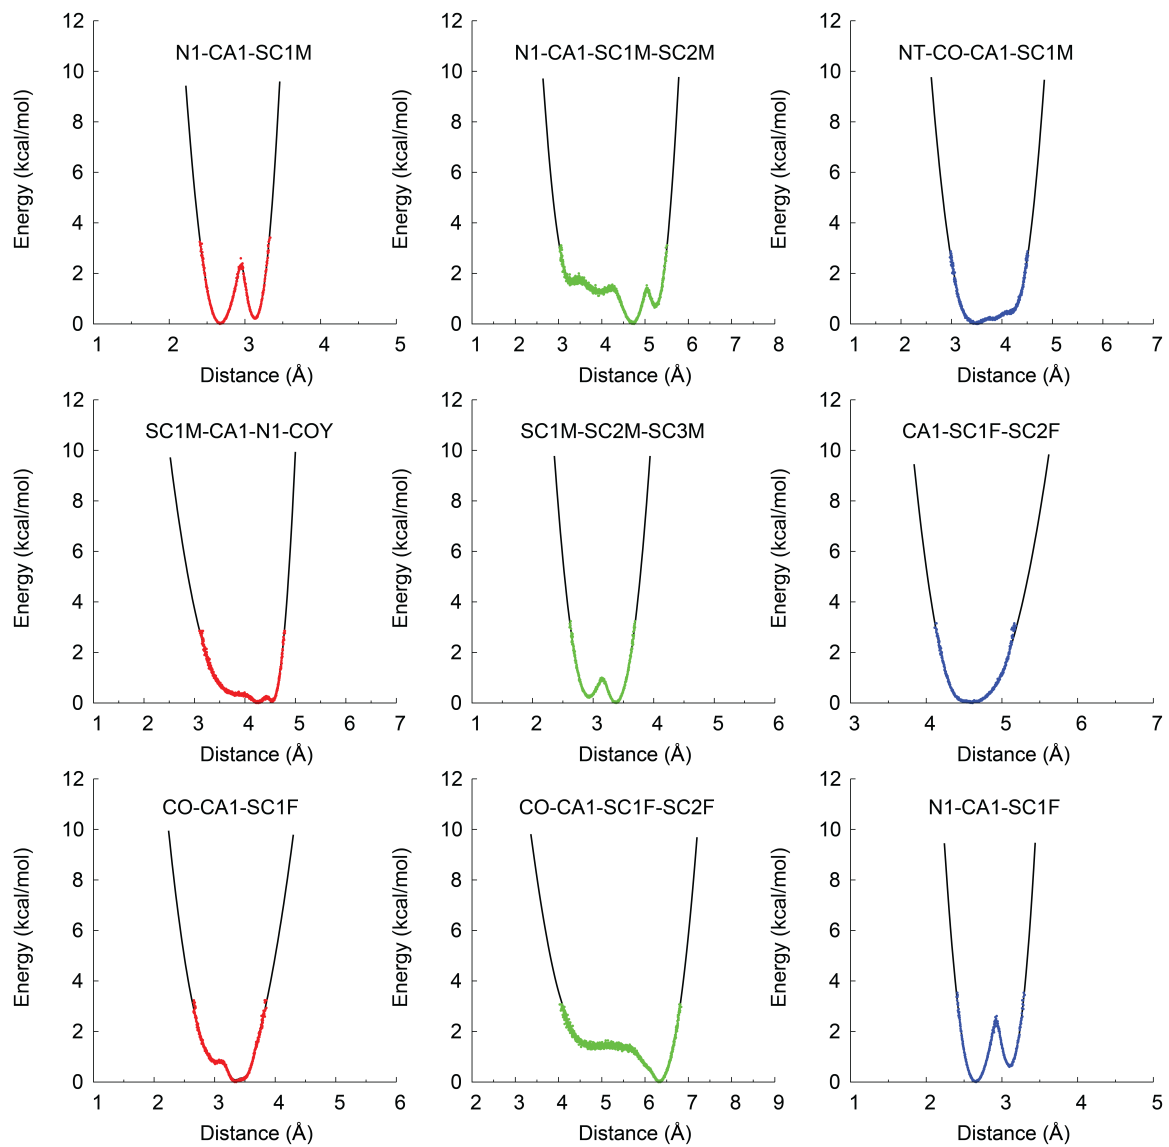 N1-CA1-SC1M
Energy (kcal/mol)
12
10
8
6
4
2
0
1 2 3 4 5
Distance (Å)
N1-CA1-SC1M-SC2M
Energy (kcal/mol)
12
10
8
6
4
2
0
1 2 3 4 5 6 7 8
Distance (Å)
NT-CO-CA1-SC1M
Energy (kcal/mol)
12
10
8
6
4
2
0
1 2 3 4 5 6 7
Distance (Å)
SC1M-CA1-N1-COY
Energy (kcal/mol)
12
10
8
6
4
2
0
1 2 3 4 5 6 7
Distance (Å)
SC1M-SC2M-SC3M
Energy (kcal/mol)
12
10
8
6
4
2
0
1 2 3 4 5 6
Distance (Å)
CA1-SC1F-SC2F
Energy (kcal/mol)
12
10
8
6
4
2
0
3 4 5 6 7
Distance (Å)
CO-CA1-SC1F
Energy (kcal/mol)
12
10
8
6
4
2
0
1 2 3 4 5 6
Distance (Å)
CO-CA1-SC1F-SC2F
Energy (kcal/mol)
12
10
8
6
4
2
0
2 3 4 5 6 7 8 9
Distance (Å)
N1-CA1-SC1F
Energy (kcal/mol)
12
10
8
6
4
2
0
1 2 3 4 5
Distance (Å)